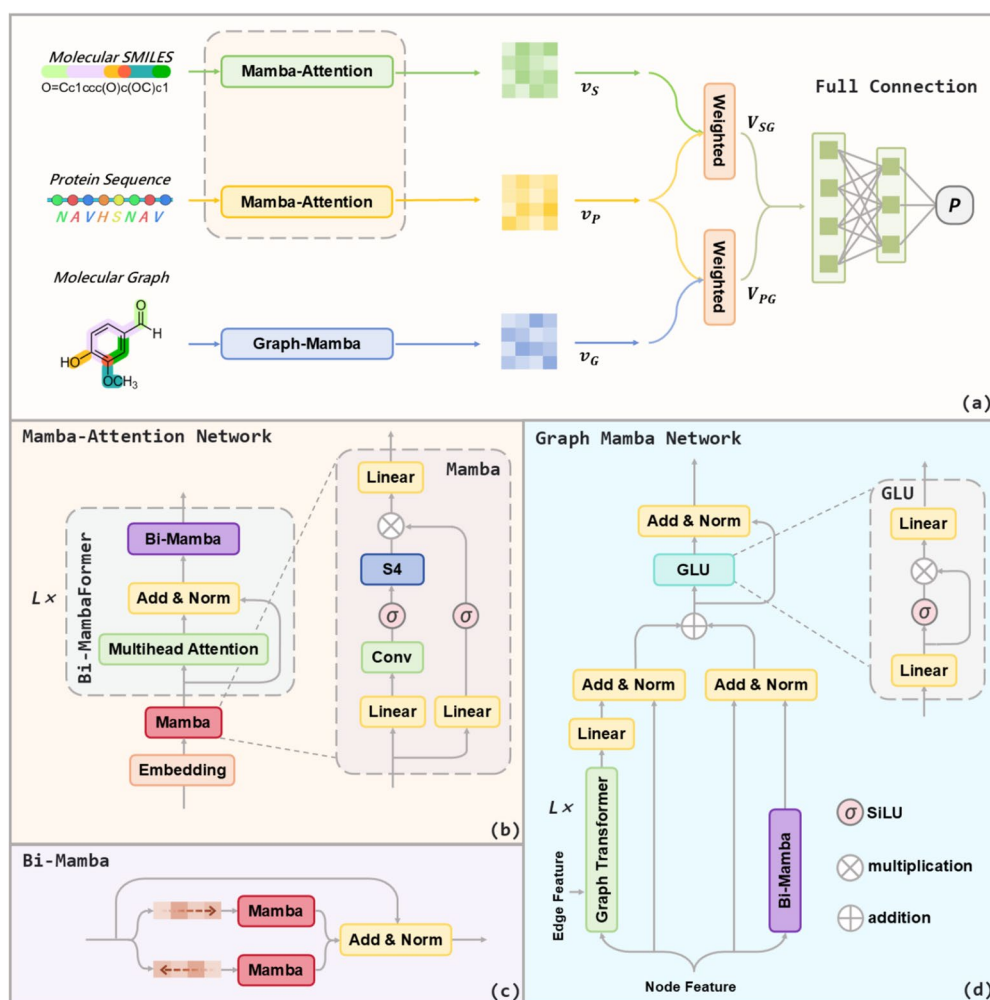 Molecular SMILES
O=Cc1ccc(O)c(OC)c1
Mamba-Attention
v_S
Weighted
V_SG
Full Connection
Protein Sequence
N A V H S N A V
Mamba-Attention
v_P
P
Molecular Graph
O
H
HO
OCH3
Graph-Mamba
v_G
Weighted
V_PG
(a)
Mamba-Attention Network
Bi-MambaFormer
L×
Bi-Mamba
Add & Norm
Multihead Attention
Mamba
Embedding
Mamba
Linear
S4
σ
σ
Conv
Linear
Linear
(b)
Bi-Mamba
Mamba
Mamba
Add & Norm
(c)
Graph Mamba Network
Add & Norm
GLU
Add & Norm
Add & Norm
Linear
L×
Graph Transformer
Edge Feature
Bi-Mamba
Node Feature
GLU
Linear
σ
Linear
σ SiLU
multiplication
addition
(d)